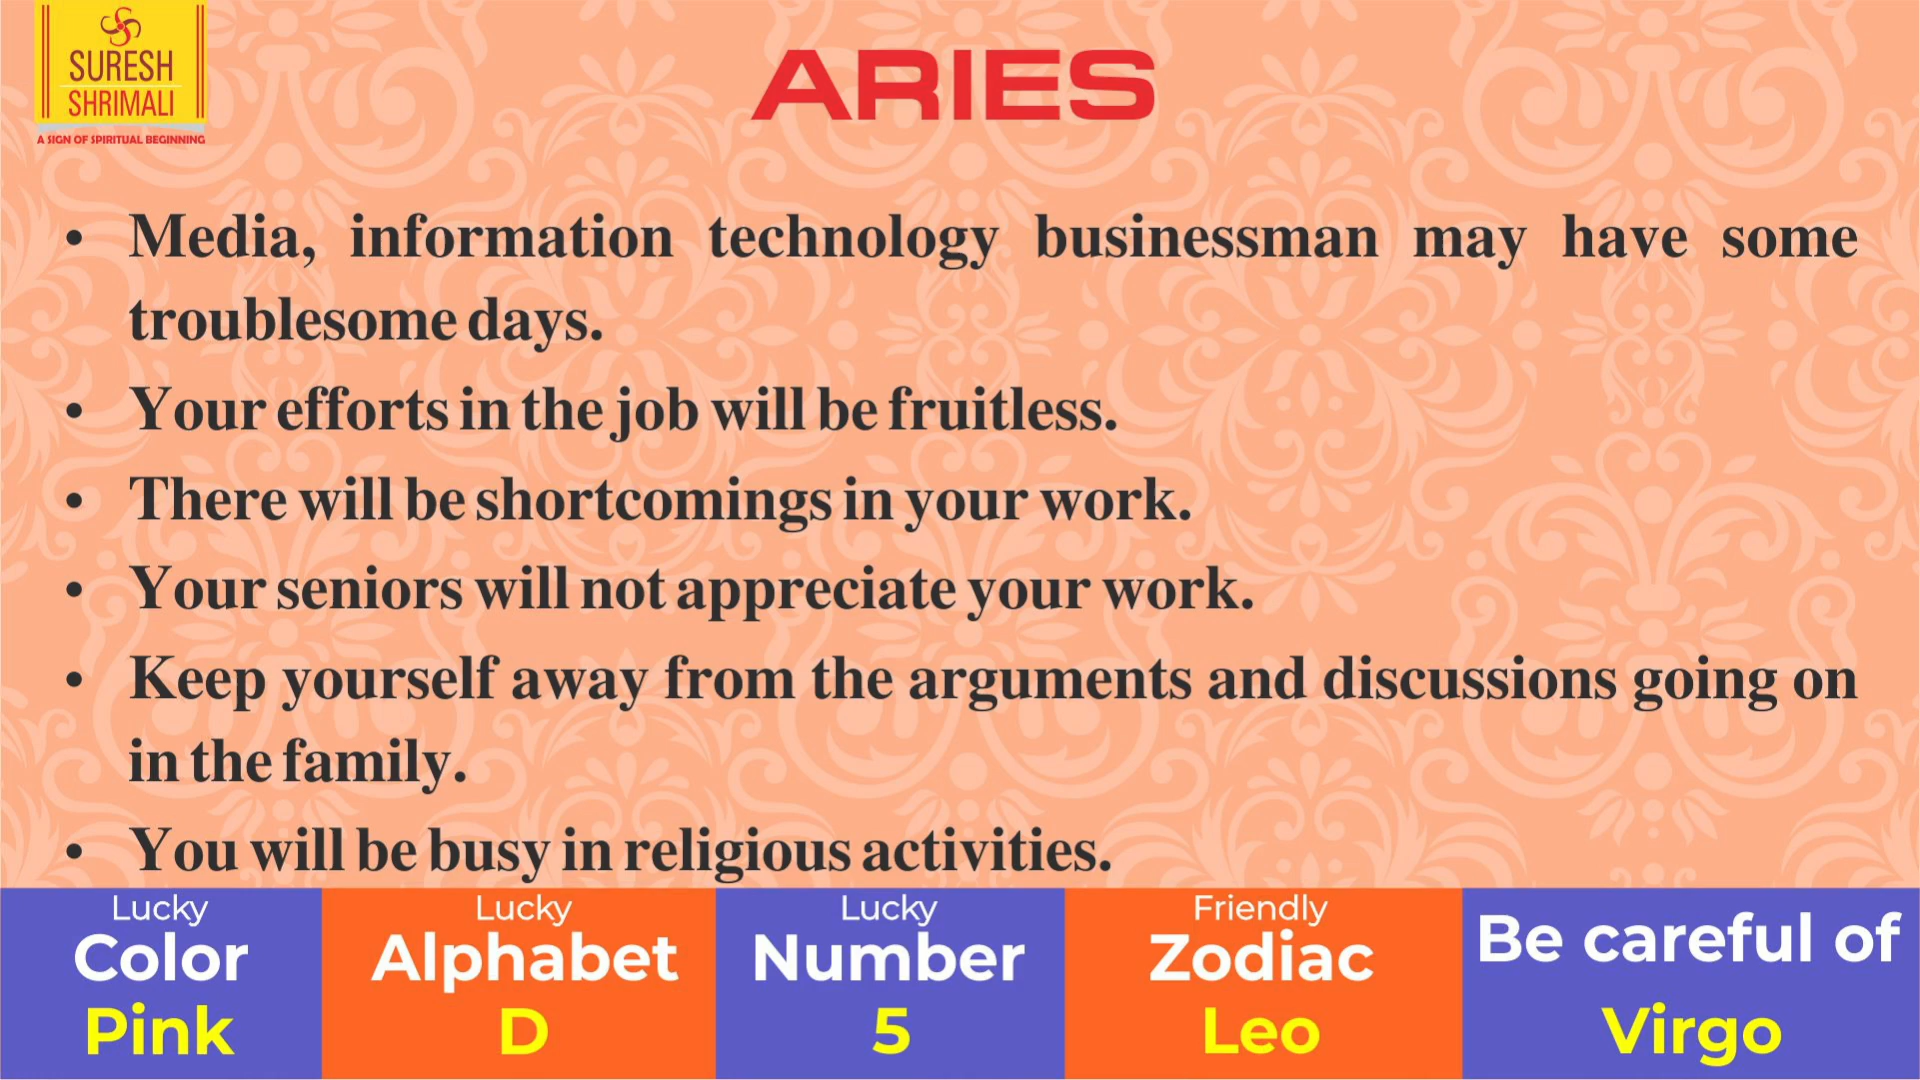 SURESH
SHRIMALI
A SIGN OF SPIRITUAL BEGINNING
ARIES
• Media, information technology businessman may have some
troublesome days.
• Your efforts in the job will be fruitless.
• There will be shortcomings in your work.
• Your seniors will not appreciate your work.
• Keep yourself away from the arguments and discussions going on
in the family.
• You will be busy in religious activities.
Lucky
Color
Pink
Lucky
Alphabet
D
Lucky
Number
5
Friendly
Zodiac
Leo
Be careful of
Virgo